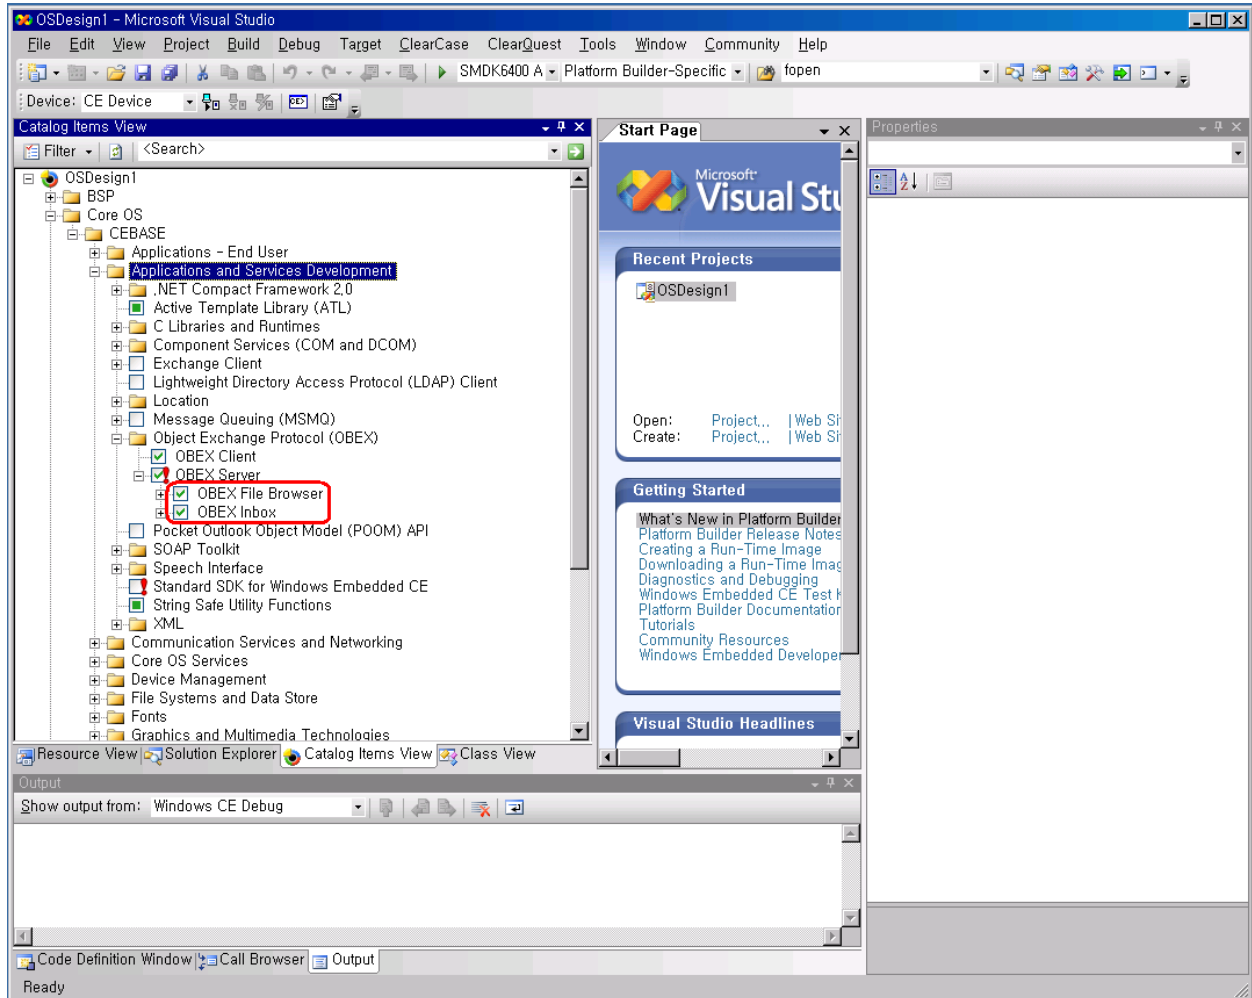 OSDesign1 - Microsoft Visual Studio
File Edit View Project Build Debug Target ClearCase ClearQuest Tools Window Community Help
SMDK6400 A Platform Builder-Specific fopen
Device: CE Device
Catalog Items View
Filter <Search>
OSDesign1
BSP
Core OS
CEBASE
Applications - End User
Applications and Services Development
.NET Compact Framework 2.0
Active Template Library (ATL)
C Libraries and Runtimes
Component Services (COM and DCOM)
Exchange Client
Lightweight Directory Access Protocol (LDAP) Client
Location
Message Queuing (MSMQ)
Object Exchange Protocol (OBEX)
OBEX Client
OBEX Server
OBEX File Browser
OBEX Inbox
Pocket Outlook Object Model (POOM) API
SOAP Toolkit
Speech Interface
Standard SDK for Windows Embedded CE
String Safe Utility Functions
XML
Communication Services and Networking
Core OS Services
Device Management
File Systems and Data Store
Fonts
Graphics and Multimedia Technologies
Resource View Solution Explorer Catalog Items View Class View
Start Page
Microsoft
Visual Stu
Recent Projects
OSDesign1
Open: Project... | Web Si
Create: Project... | Web Si
Getting Started
What's New in Platform Builder
Platform Builder Release Notes
Creating a Run-Time Image
Downloading a Run-Time Imag
Diagnostics and Debugging
Windows Embedded CE Test K
Platform Builder Documentation
Tutorials
Community Resources
Windows Embedded Developer
Visual Studio Headlines
Properties
Output
Show output from: Windows CE Debug
Code Definition Window Call Browser Output
Ready